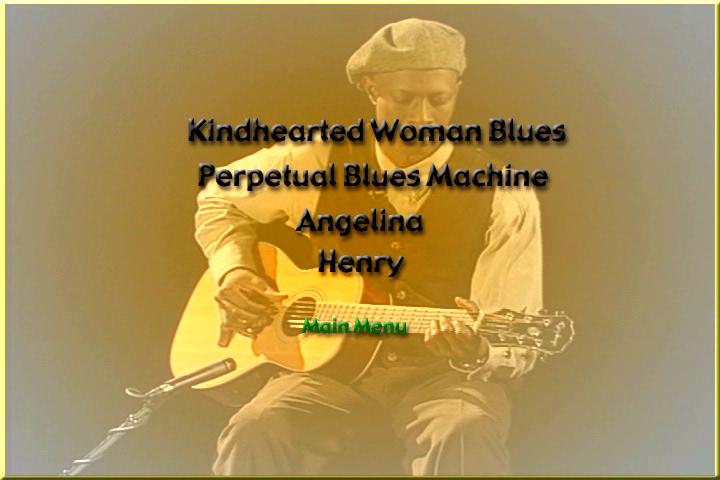 Kindhearted Woman Blues
Perpetual Blues Machine
Angelina
Henry
Main Menu